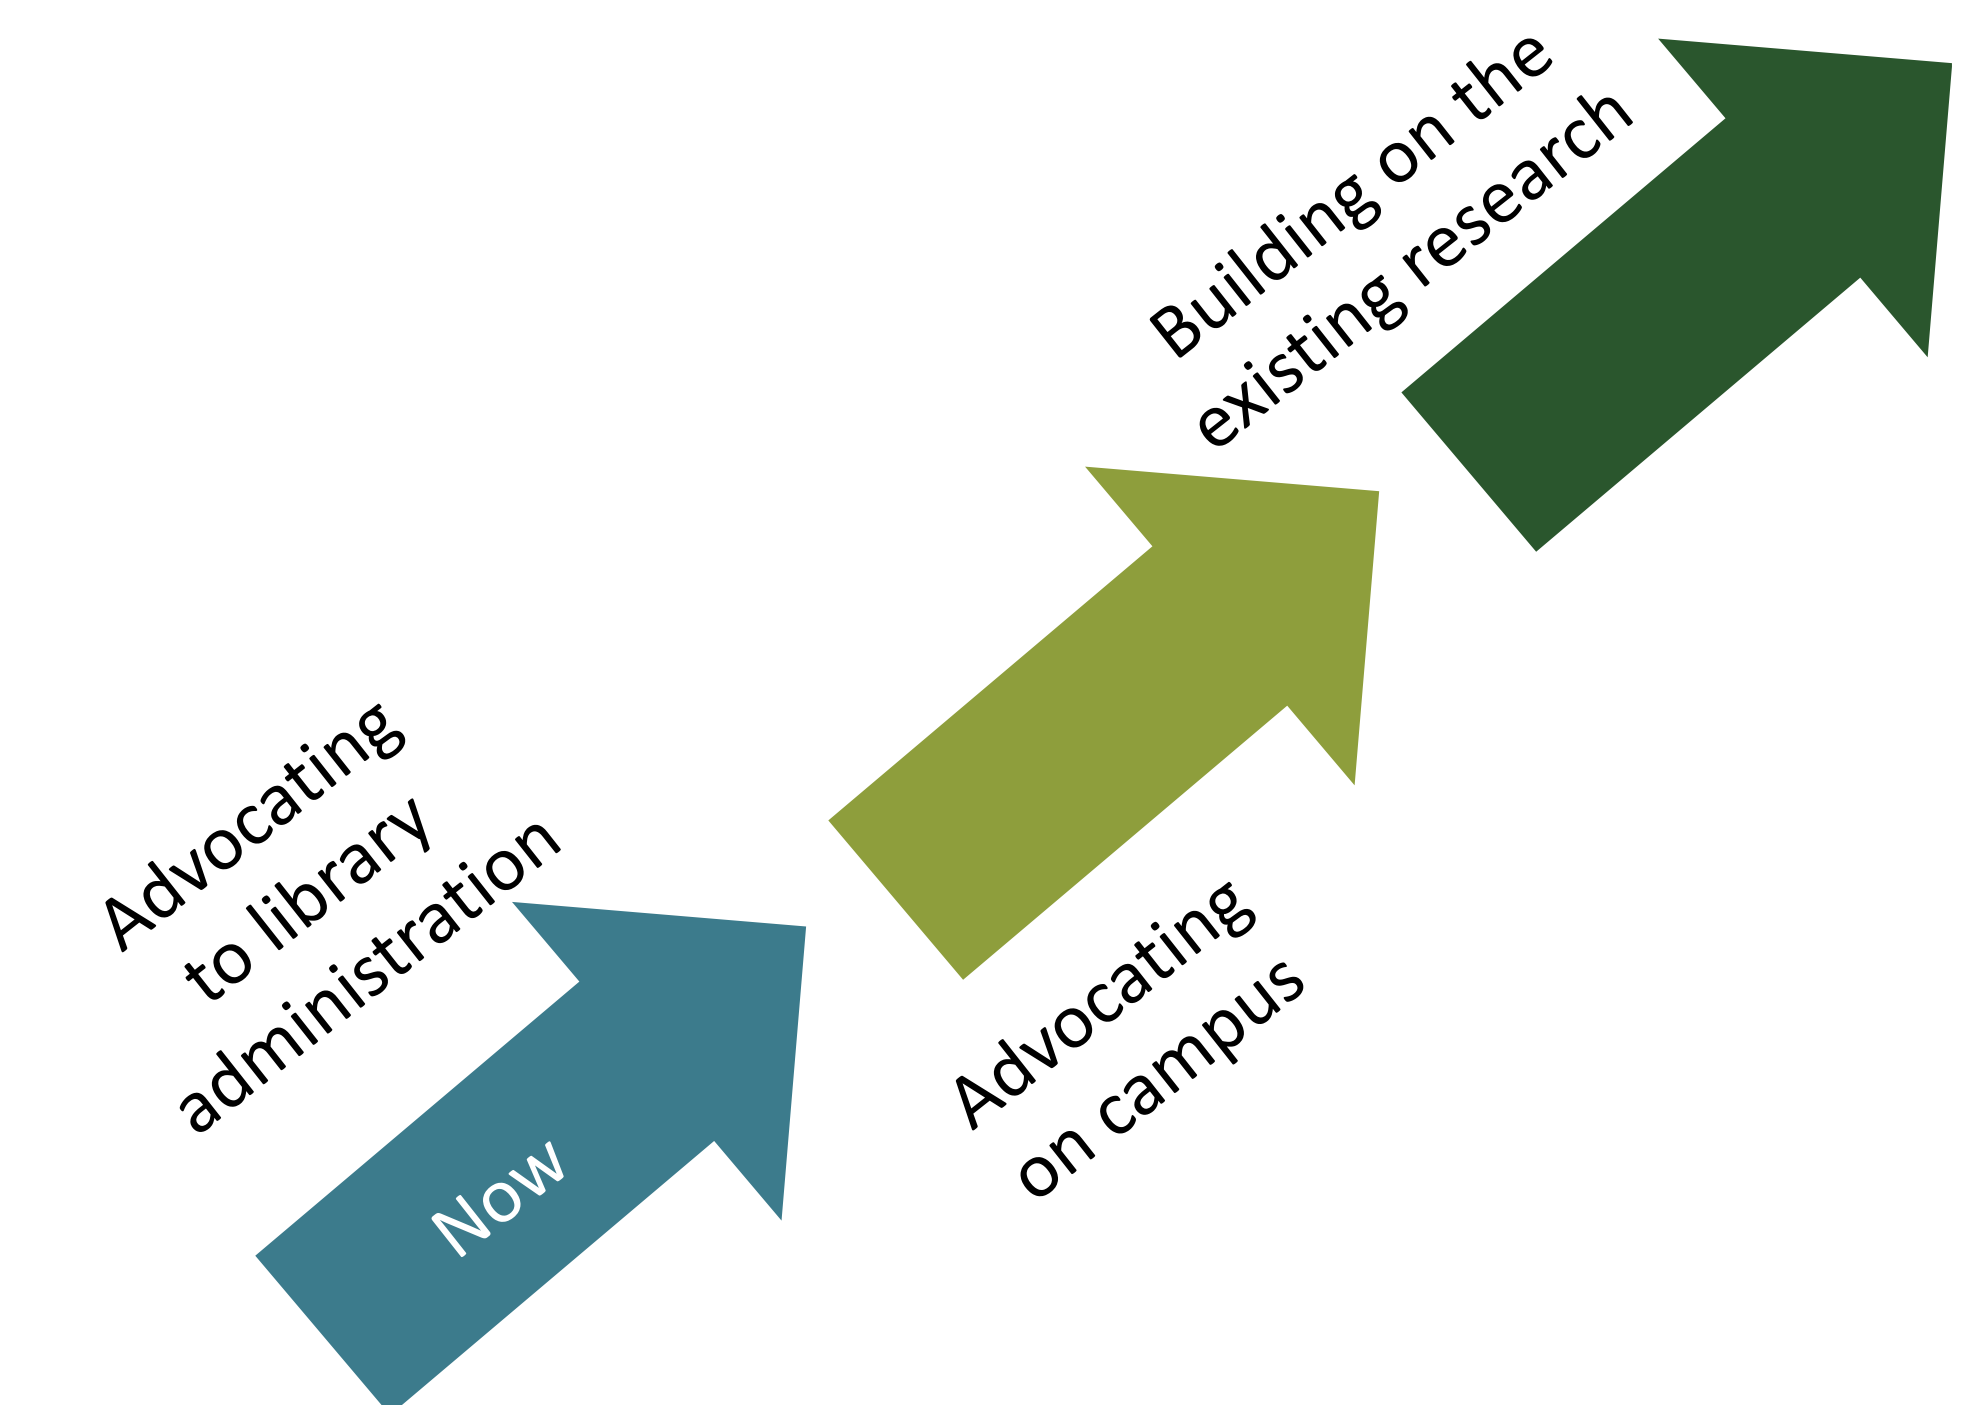 Advocating
to library
administration
Now
Advocating
on campus
Building on the
existing research